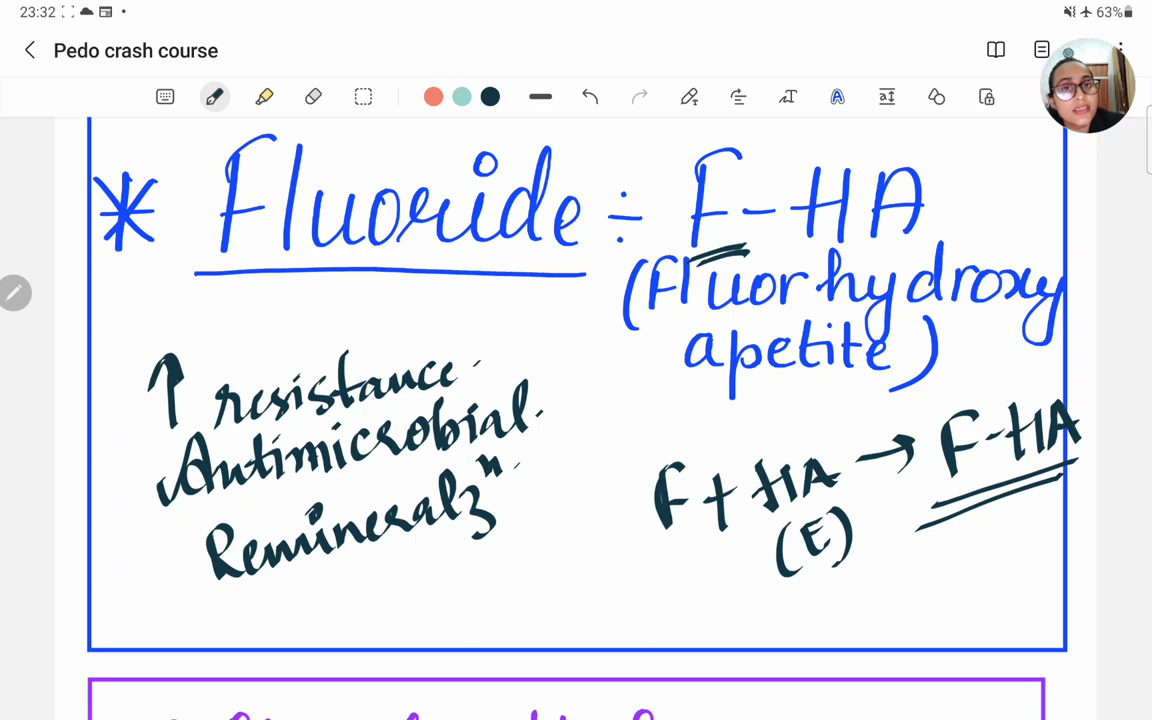 23:32
63%
Pedo crash course
* Fluoride ÷ F-HA
(Fluorhydroxy
apetite)
↑ resistance.
Antimicrobial.
Remineralzⁿ.
F + HA → F-HA
(E)